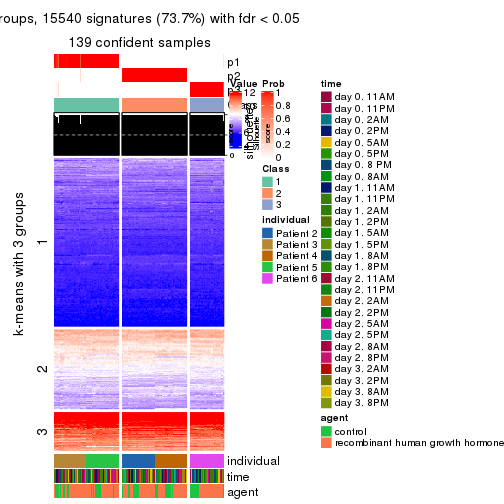 roups, 15540 signatures (73.7%) with fdr < 0.05
139 confident samples
p1
p2
p3
Value
12
8
4
0
Prob
1
0.8
0.6
0.4
0.2
0
Class
1
2
3
individual
Patient 2
Patient 3
Patient 4
Patient 5
Patient 6
time
day 0. 11AM
day 0. 11PM
day 0. 2AM
day 0. 2PM
day 0. 5AM
day 0. 5PM
day 0. 8 PM
day 0. 8AM
day 1. 11AM
day 1. 11PM
day 1. 2AM
day 1. 2PM
day 1. 5AM
day 1. 5PM
day 1. 8AM
day 1. 8PM
day 2. 11AM
day 2. 11PM
day 2. 2AM
day 2. 2PM
day 2. 5AM
day 2. 5PM
day 2. 8AM
day 2. 8PM
day 3. 2AM
day 3. 2PM
day 3. 8AM
day 3. 8PM
agent
control
recombinant human growth hormone
k-means with 3 groups
1
2
3
individual
time
agent